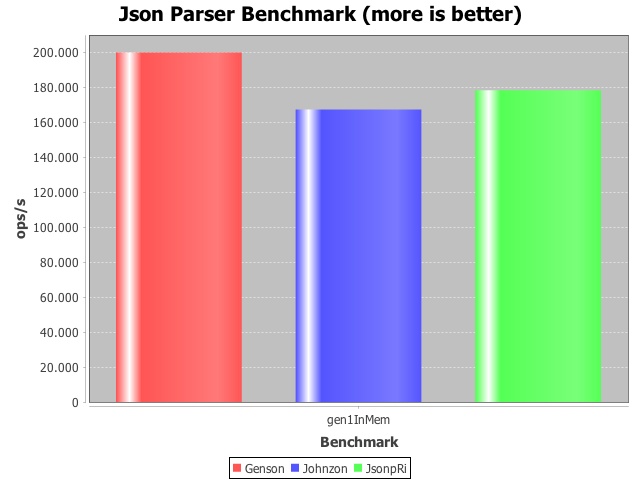 Json Parser Benchmark (more is better)
200.000
180.000
160.000
140.000
120.000
100.000
80.000
60.000
40.000
20.000
0
ops/s
gen1InMem
Benchmark
Genson Johnzon JsonpRi